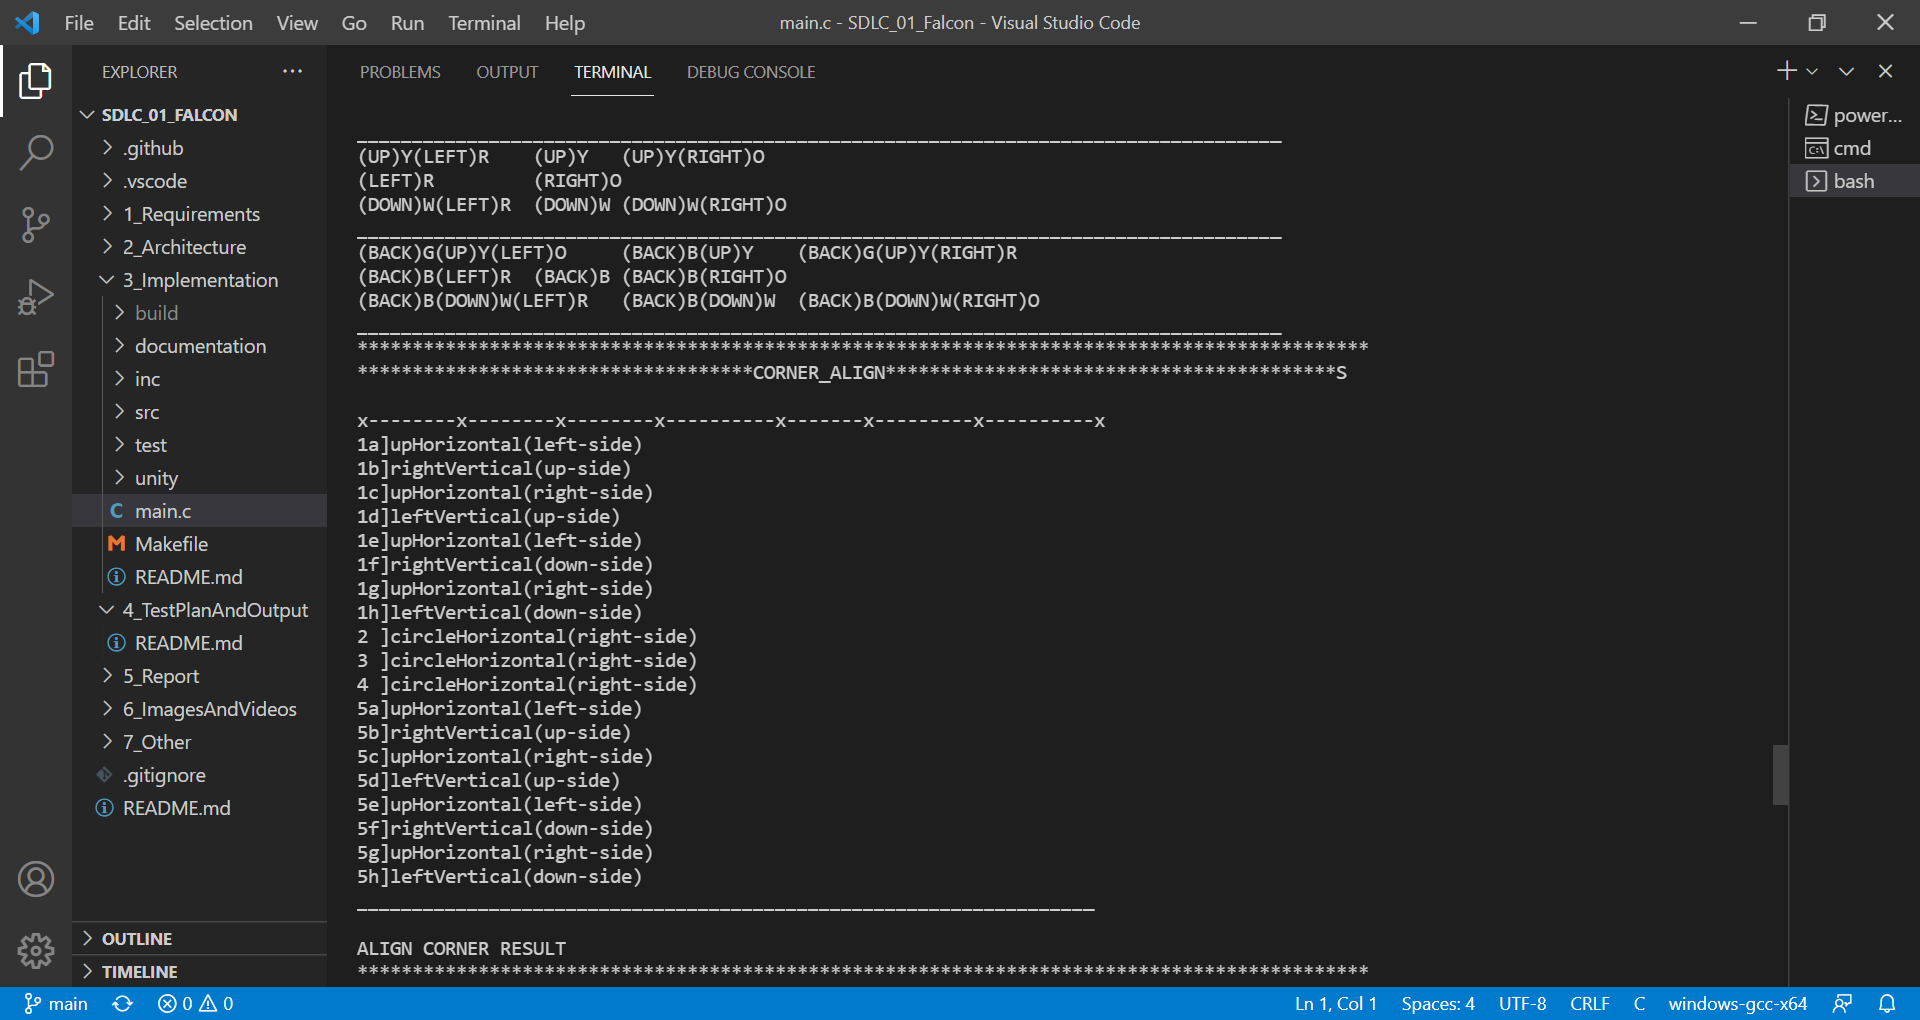 File Edit Selection View Go Run Terminal Help main.c - SDLC_01_Falcon - Visual Studio Code
EXPLORER ···
SDLC_01_FALCON
.github
.vscode
1_Requirements
2_Architecture
3_Implementation
build
documentation
inc
src
test
unity
C main.c
M Makefile
README.md
4_TestPlanAndOutput
README.md
5_Report
6_ImagesAndVideos
7_Other
.gitignore
README.md
OUTLINE
TIMELINE
PROBLEMS OUTPUT TERMINAL DEBUG CONSOLE
____________________________________________________________________________________
(UP)Y(LEFT)R    (UP)Y   (UP)Y(RIGHT)O
(LEFT)R         (RIGHT)O
(DOWN)W(LEFT)R  (DOWN)W (DOWN)W(RIGHT)O
____________________________________________________________________________________
(BACK)G(UP)Y(LEFT)O     (BACK)B(UP)Y    (BACK)G(UP)Y(RIGHT)R
(BACK)B(LEFT)R  (BACK)B (BACK)B(RIGHT)O
(BACK)B(DOWN)W(LEFT)R   (BACK)B(DOWN)W  (BACK)B(DOWN)W(RIGHT)O
____________________________________________________________________________________
********************************************************************************************
************************************CORNER_ALIGN*****************************************S
x--------x--------x--------x----------x-------x---------x----------x
1a]upHorizontal(left-side)
1b]rightVertical(up-side)
1c]upHorizontal(right-side)
1d]leftVertical(up-side)
1e]upHorizontal(left-side)
1f]rightVertical(down-side)
1g]upHorizontal(right-side)
1h]leftVertical(down-side)
2 ]circleHorizontal(right-side)
3 ]circleHorizontal(right-side)
4 ]circleHorizontal(right-side)
5a]upHorizontal(left-side)
5b]rightVertical(up-side)
5c]upHorizontal(right-side)
5d]leftVertical(up-side)
5e]upHorizontal(left-side)
5f]rightVertical(down-side)
5g]upHorizontal(right-side)
5h]leftVertical(down-side)
___________________________________________________________________
ALIGN CORNER RESULT
********************************************************************************************
power...
cmd
bash
main 0 0 Ln 1, Col 1 Spaces: 4 UTF-8 CRLF C windows-gcc-x64